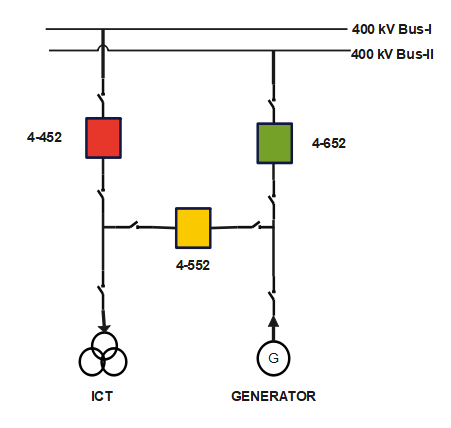 400 kV Bus-I
400 kV Bus-II
4-452
4-652
4-552
G
ICT
GENERATOR